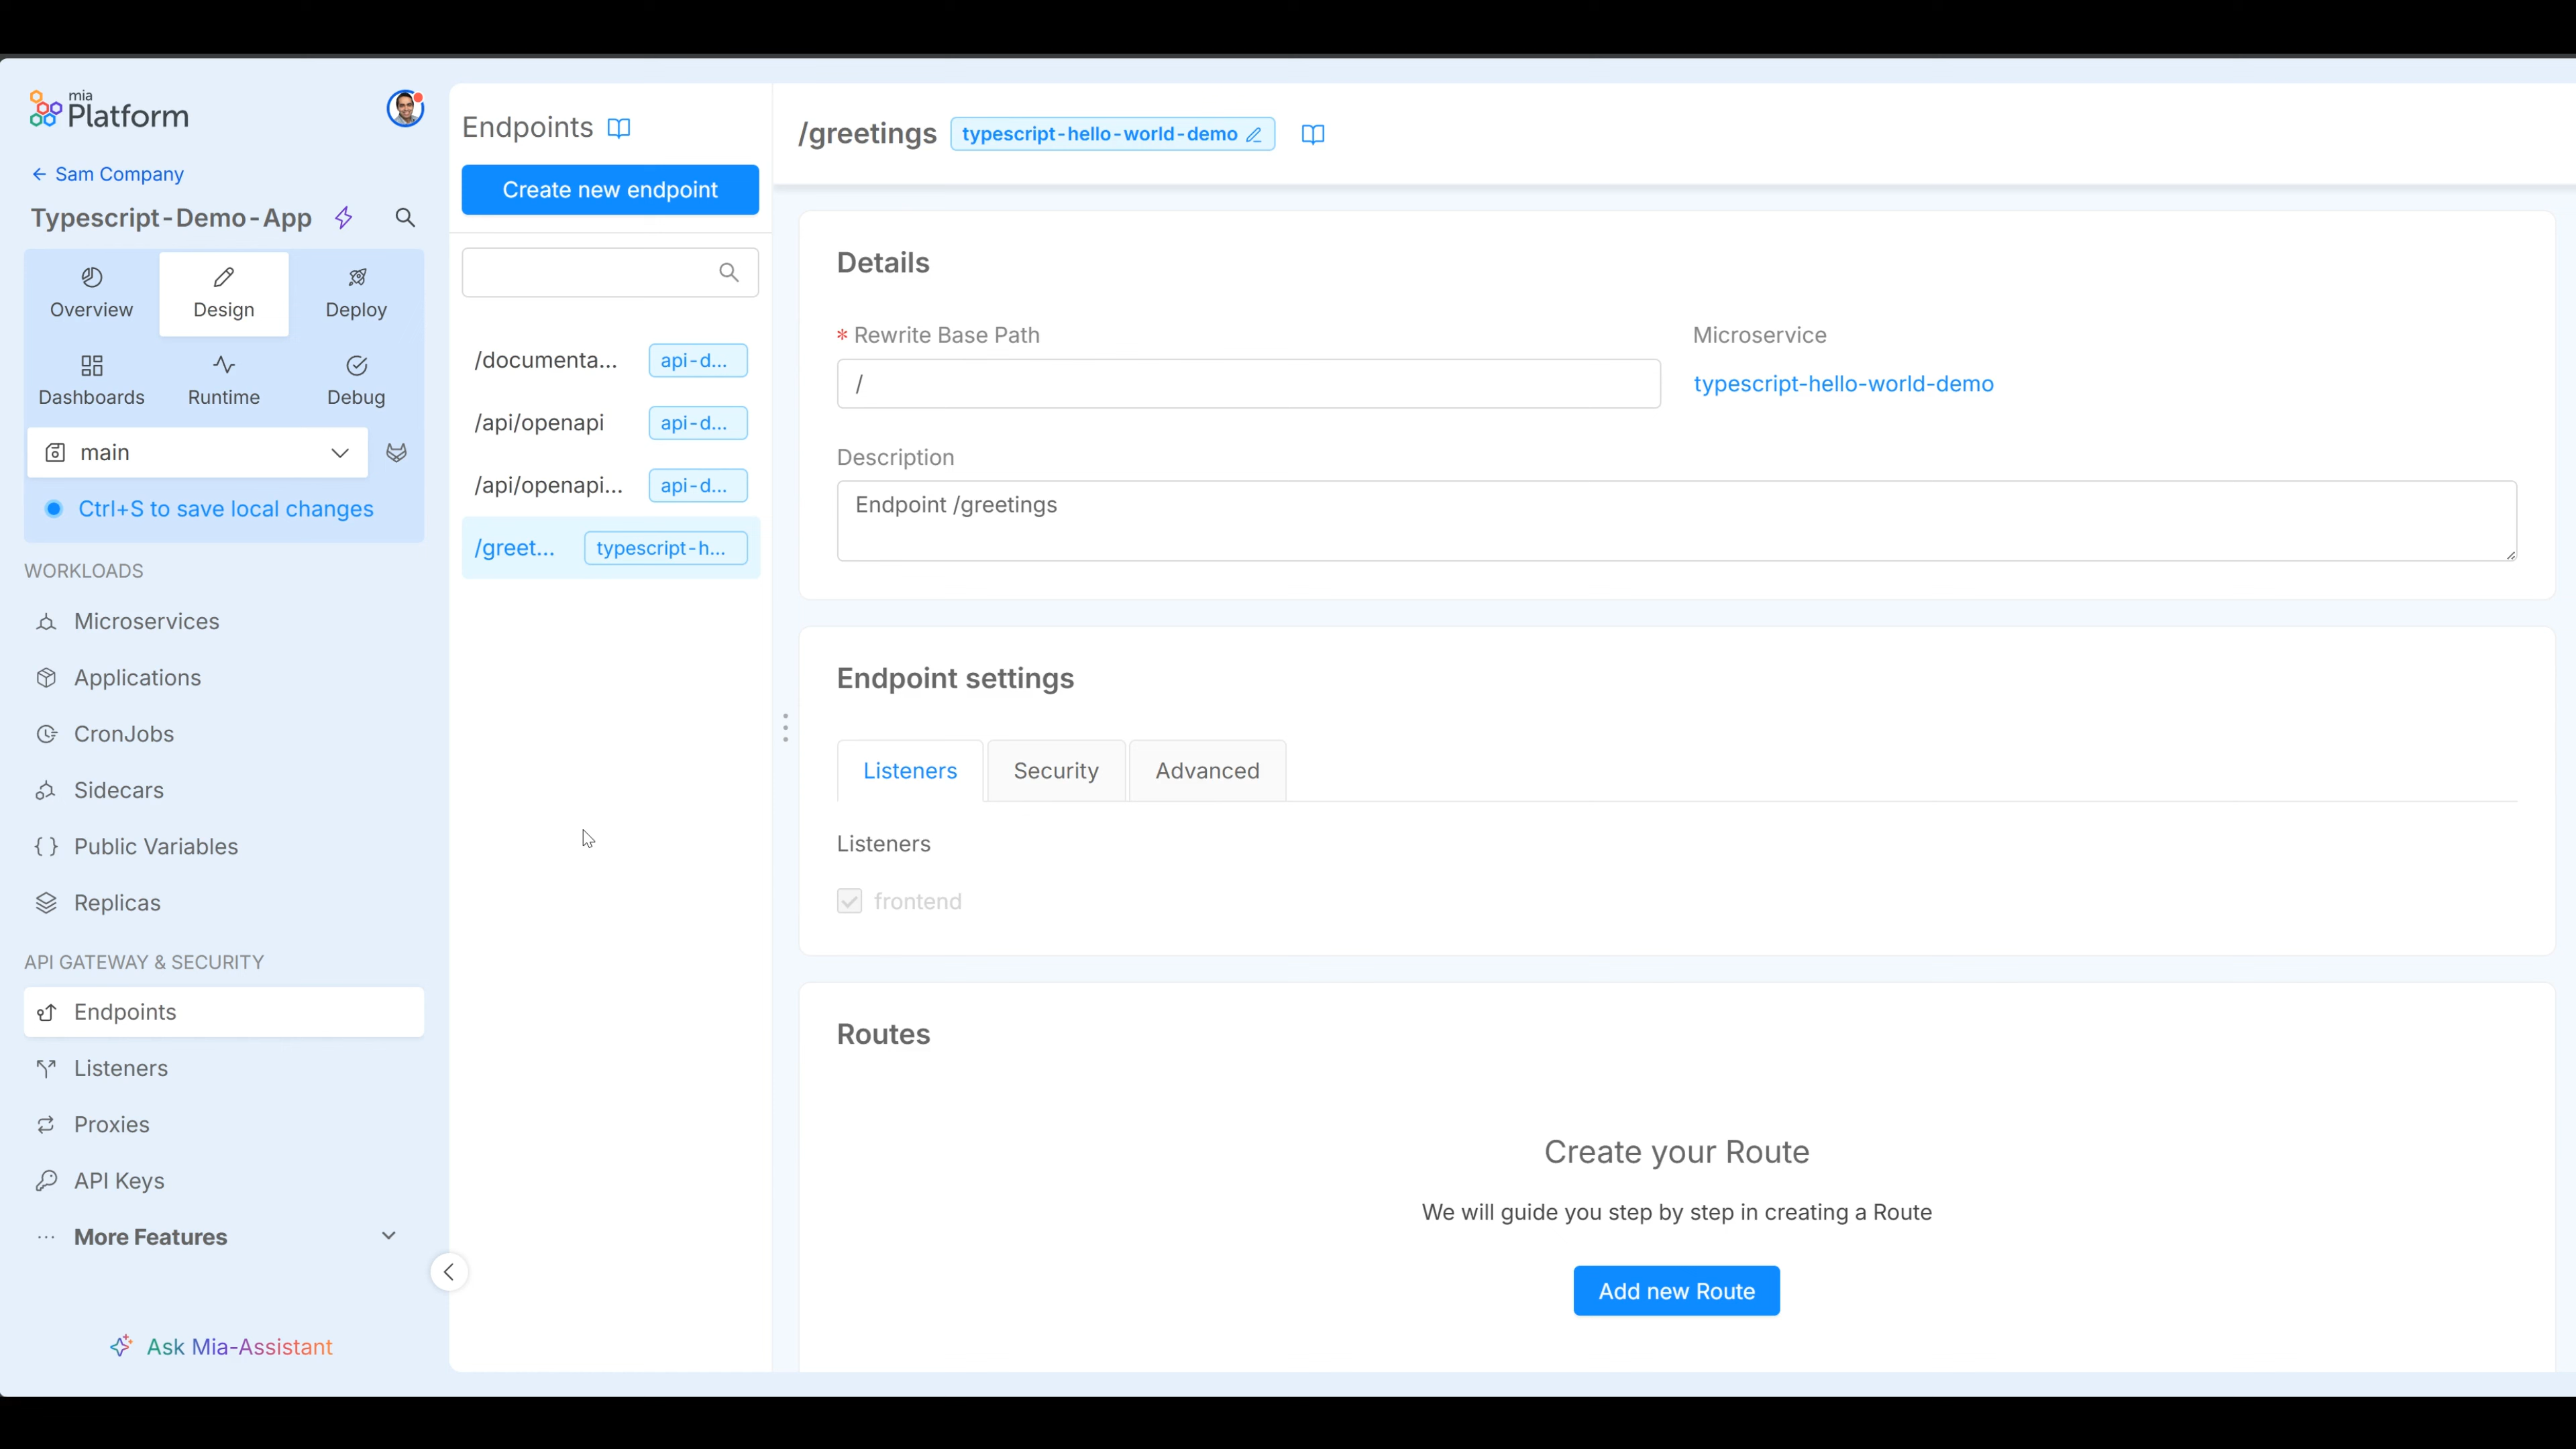 mia
Platform
Sam Company
Typescript-Demo-App
Overview
Design
Deploy
Dashboards
Runtime
Debug
main
Ctrl+S to save local changes
WORKLOADS
Microservices
Applications
CronJobs
Sidecars
{ } Public Variables
Replicas
API GATEWAY & SECURITY
Endpoints
Listeners
Proxies
API Keys
... More Features
Ask Mia-Assistant
Endpoints
Create new endpoint
/documenta... api-d...
/api/openapi api-d...
/api/openapi... api-d...
/greet... typescript-h...
/greetings typescript-hello-world-demo
Details
* Rewrite Base Path
/
Microservice
typescript-hello-world-demo
Description
Endpoint /greetings
Endpoint settings
Listeners
Security
Advanced
Listeners
frontend
Routes
Create your Route
We will guide you step by step in creating a Route
Add new Route